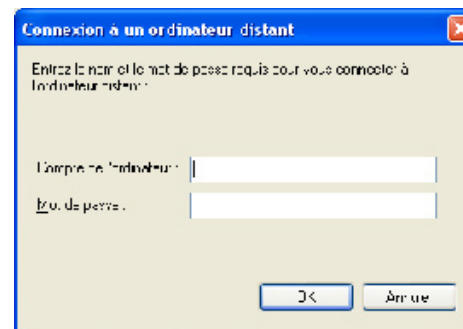 Connexion à un ordinateur distant
Entrez le nom et le mot de passe requis pour vous connecter à
l'ordinateur distant :
Compte de l'ordinateur :
Mot de passe :
OK
Annuler